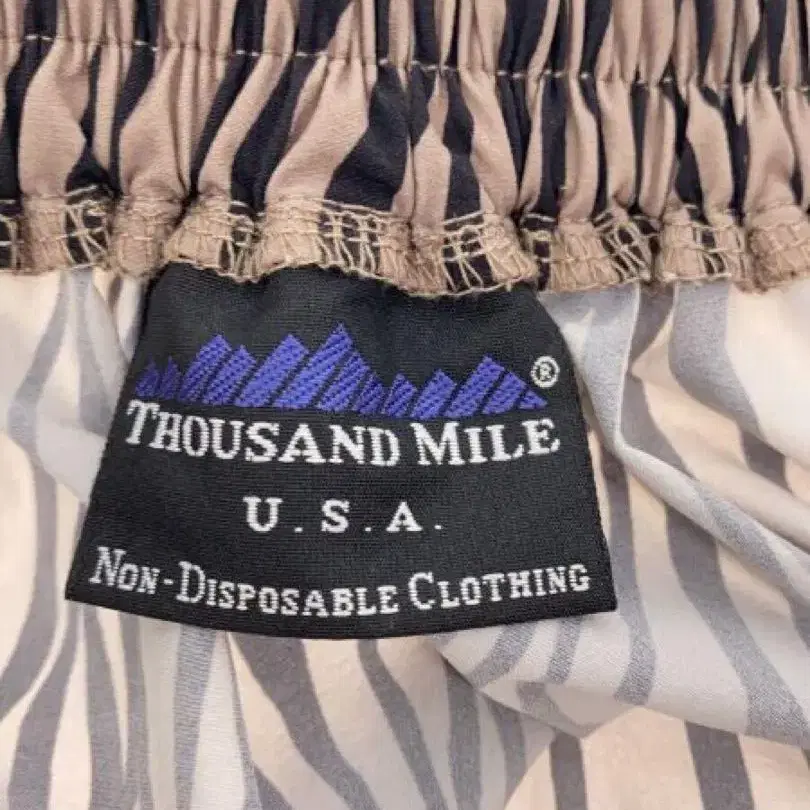 ®
THOUSAND MILE
U.S.A.
NON-DISPOSABLE CLOTHING